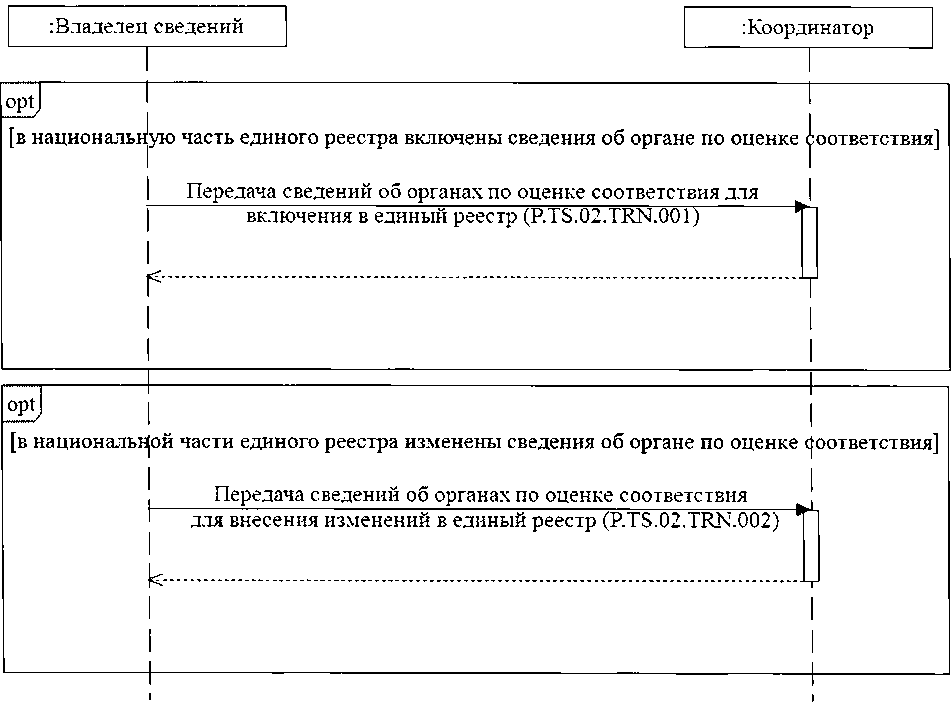 :Владелец сведений
:Координатор
opt
[в национальную часть единого реестра включены сведения об органе по оценке соответствия]
Передача сведений об органах по оценке соответствия для
включения в единый реестр (P.TS.02.TRN.001)
opt
[в национальной части единого реестра изменены сведения об органе по оценке соответствия]
Передача сведений об органах по оценке соответствия
для внесения изменений в единый реестр (P.TS.02.TRN.002)